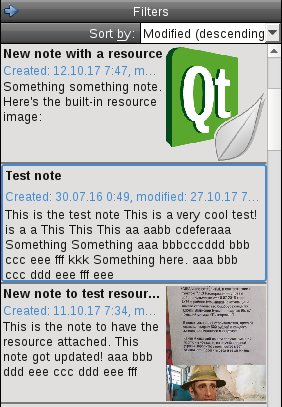 Filters
Sort by: Modified (descending
New note with a resource
Created: 12.10.17 7:47, m...
Something something note.
Here's the built-in resource
image:
Qt
Test note
Created: 30.07.16 0:49, modified: 27.10.17 7...
This is the test note This is a very cool test!
is a a This This This aa aabb cdeferaaa
Something Something aaa bbbcccddd bbb
ccc eee fff kkk Something here. aaa bbb
ccc ddd eee fff eee
New note to test resour...
Created: 11.10.17 7:34, m...
This is the note to have the
resource attached. This
note got updated! aaa bbb
ddd eee ccc ddd eee fff